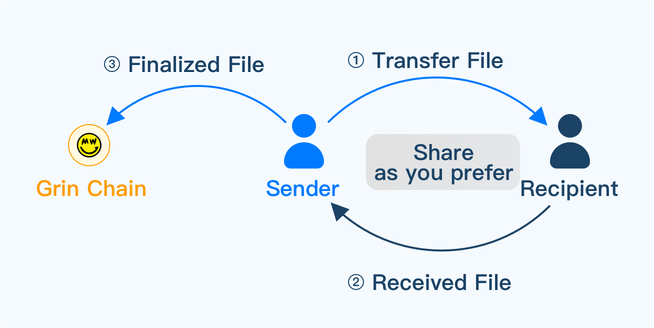 ③ Finalized File
① Transfer File
MW
Share
as you prefer
Grin Chain
Sender
Recipient
② Received File